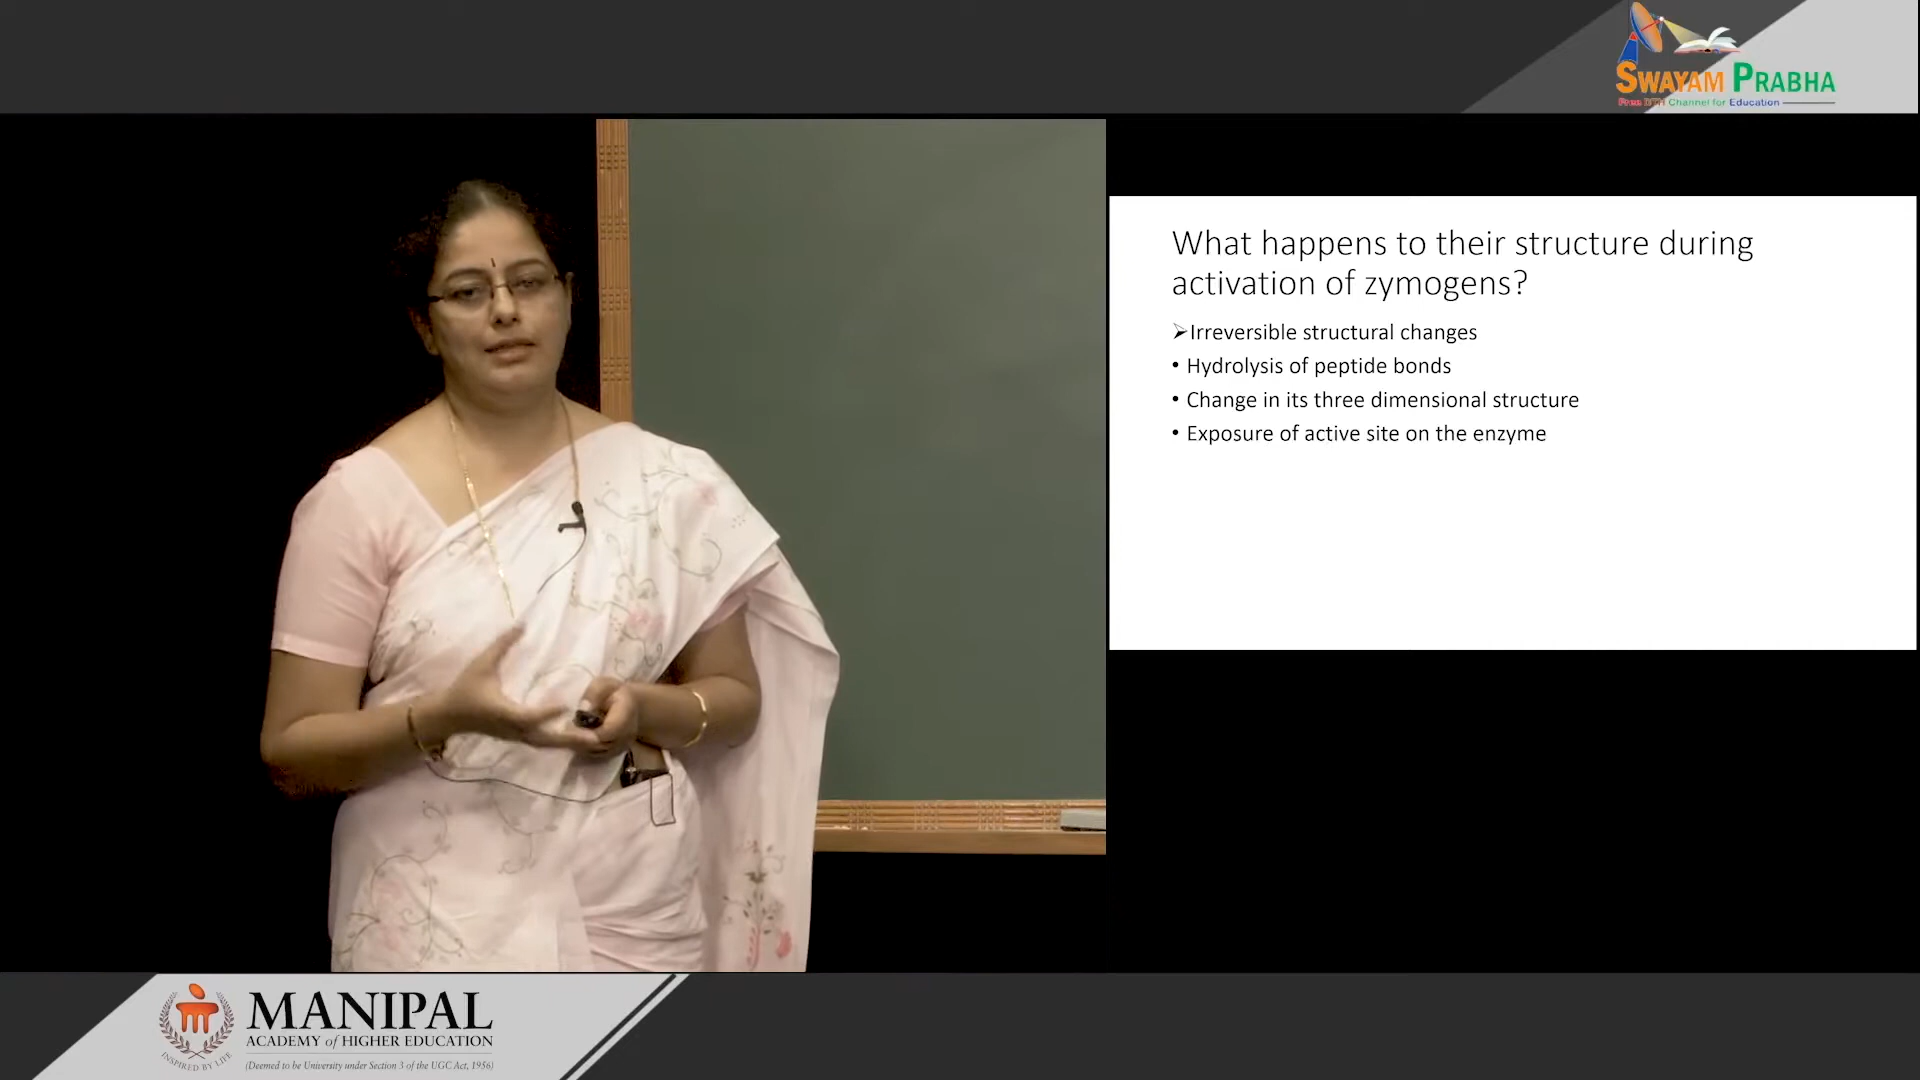 SWAYAM PRABHA
Free DTH Channel for Education
What happens to their structure during
activation of zymogens?
➢Irreversible structural changes
• Hydrolysis of peptide bonds
• Change in its three dimensional structure
• Exposure of active site on the enzyme
MANIPAL
ACADEMY of HIGHER EDUCATION
(Deemed to be University under Section 3 of the UGC Act, 1956)
INSPIRED BY LIFE